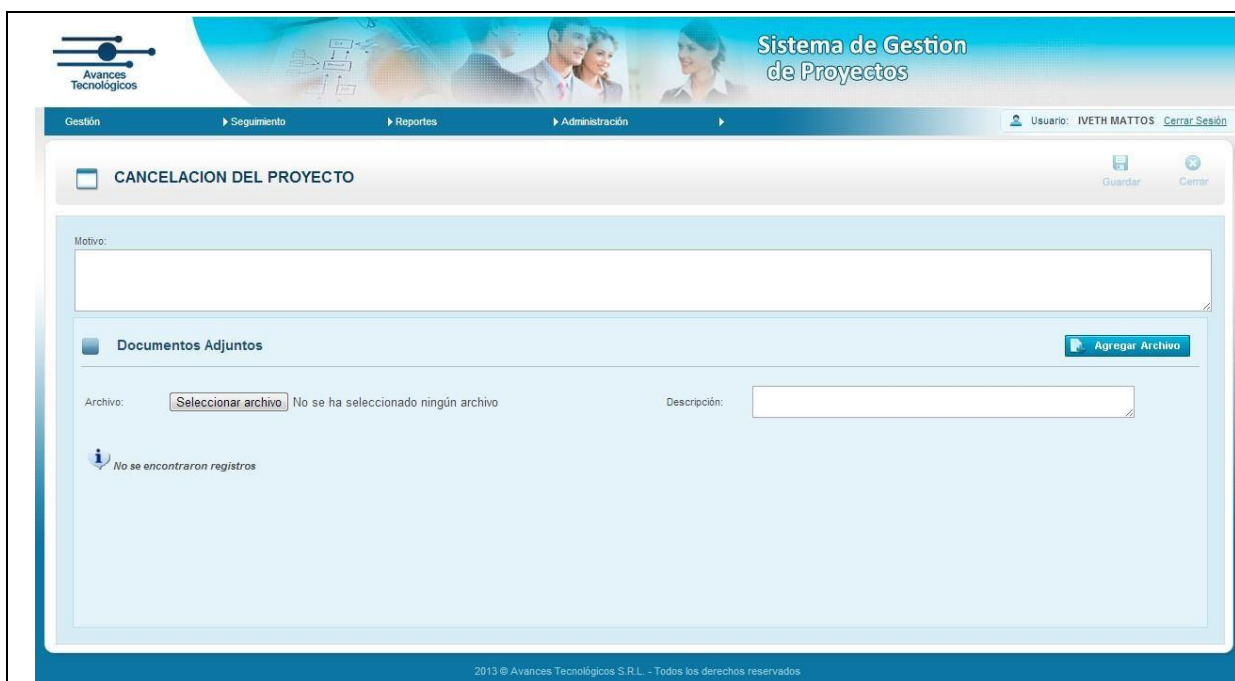 Avances
Tecnológicos
Sistema de Gestion
de Proyectos
Gestión Seguimiento Reportes Administración Usuario: IVETH MATTOS Cerrar Sesión
CANCELACION DEL PROYECTO
Guardar Cerrar
Motivo:
Documentos Adjuntos Agregar Archivo
Archivo: Seleccionar archivo No se ha seleccionado ningún archivo Descripción:
No se encontraron registros
2013 © Avances Tecnológicos S.R.L. - Todos los derechos reservados